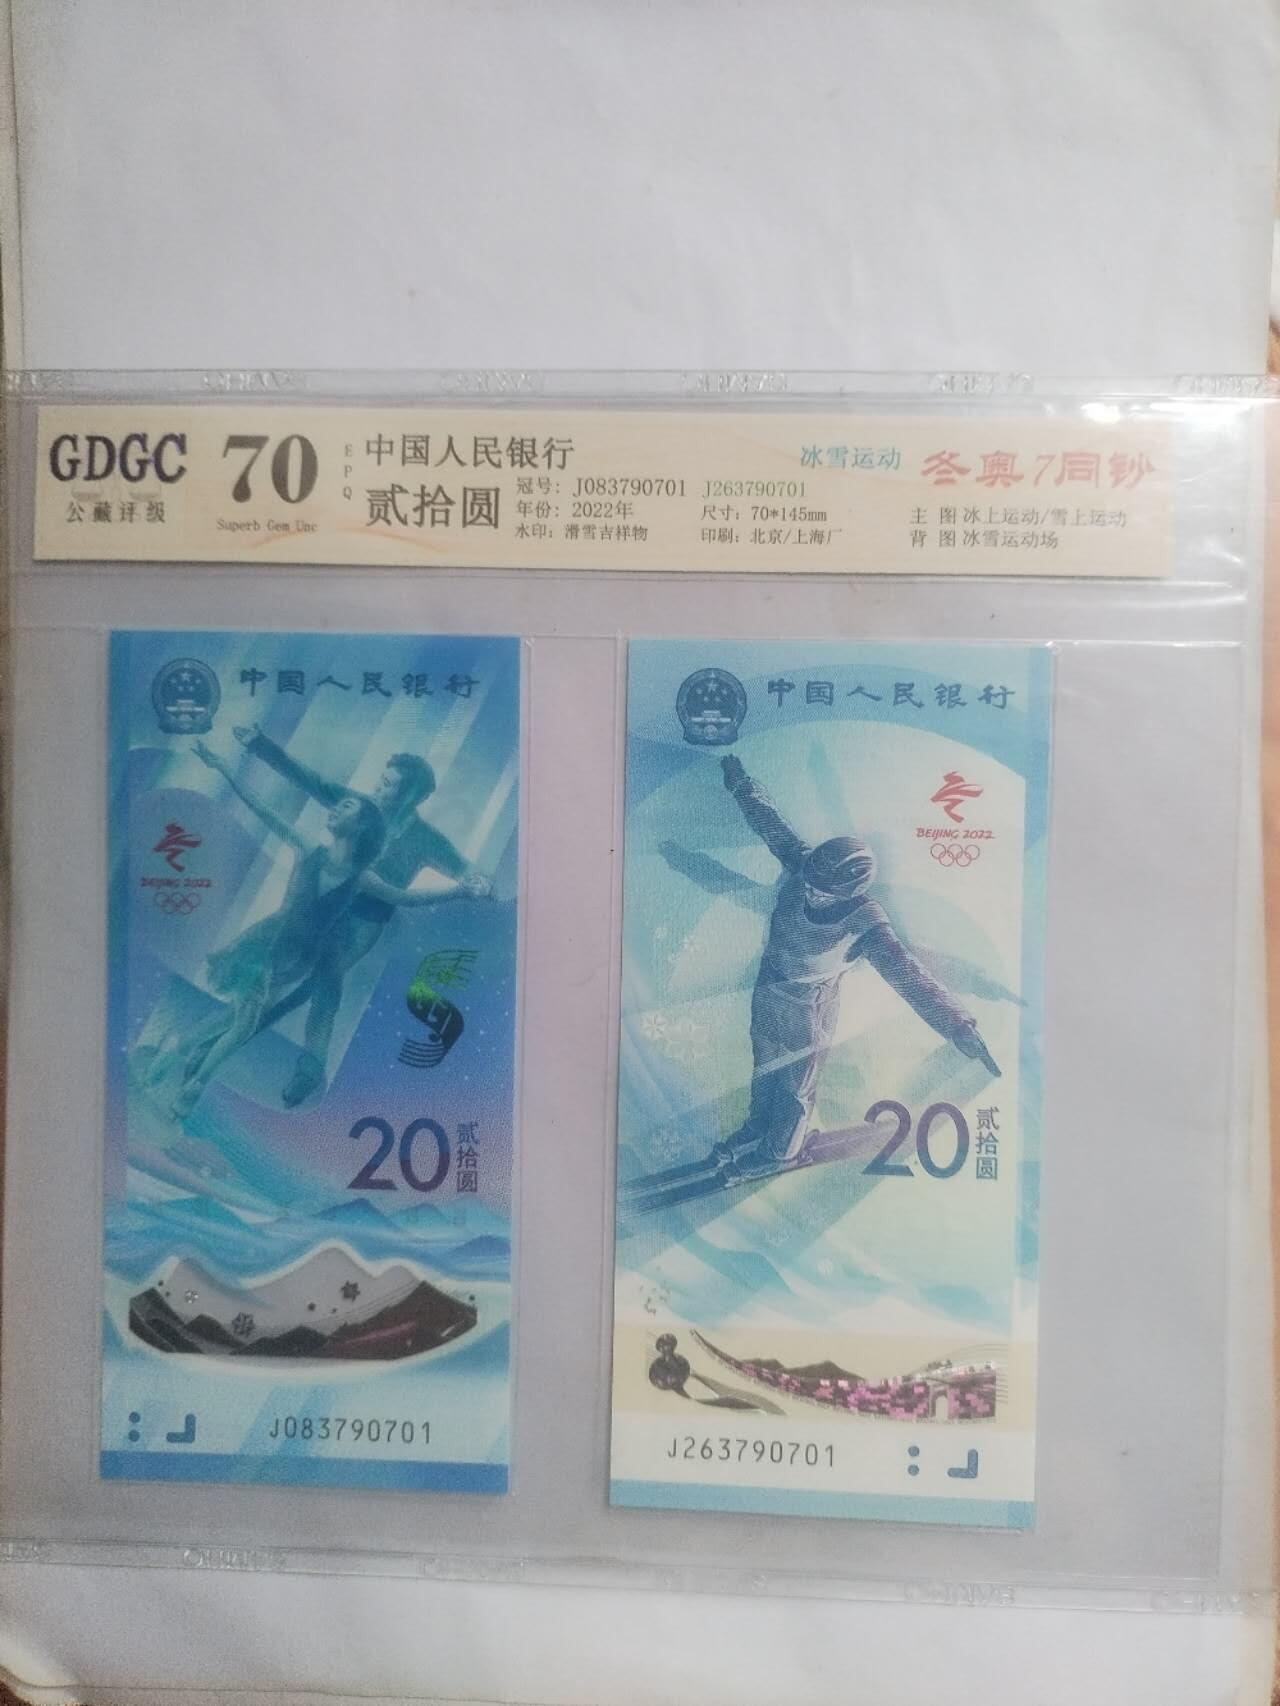 GDGC
公藏评级
70
Superb Gem Unc
EPQ
中国人民银行
贰拾圆
冠号: J083790701 J263790701
年份: 2022年
尺寸: 70*145mm
水印: 滑雪吉祥物
印刷: 北京/上海厂
冰雪运动
冬奥7同钞
主 图 冰上运动/雪上运动
背 图 冰雪运动场
中国人民银行
BEIJING 2022
20
贰拾圆
J083790701
中国人民银行
BEIJING 2022
20
贰拾圆
J263790701